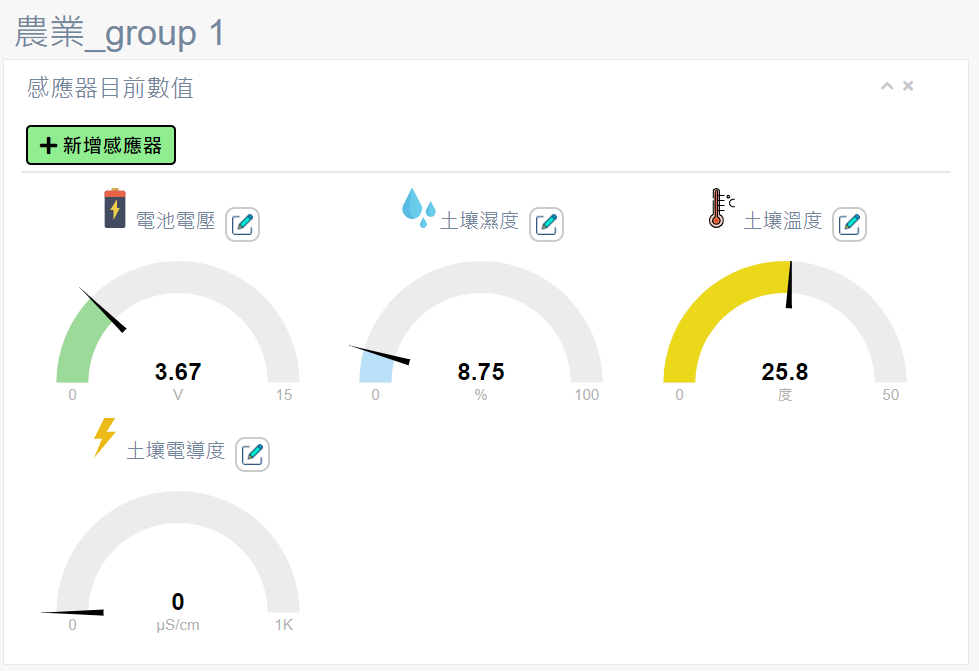 農業_group 1
感應器目前數值
新增感應器
電池電壓
土壤濕度
°C
土壤溫度
3.67
0 V 15
8.75
0 % 100
25.8
0 度 50
土壤電導度
0
0 µS/cm 1K